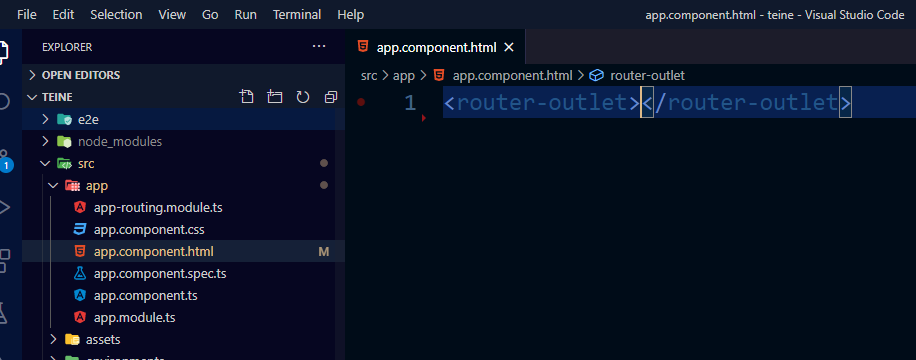 File Edit Selection View Go Run Terminal Help app.component.html - teine - Visual Studio Code
EXPLORER ···
OPEN EDITORS
TEINE
e2e
node_modules
src
app
app-routing.module.ts
app.component.css
app.component.html M
app.component.spec.ts
app.component.ts
app.module.ts
assets
environments
1
app.component.html
src > app > app.component.html > router-outlet
1 <router-outlet></router-outlet>